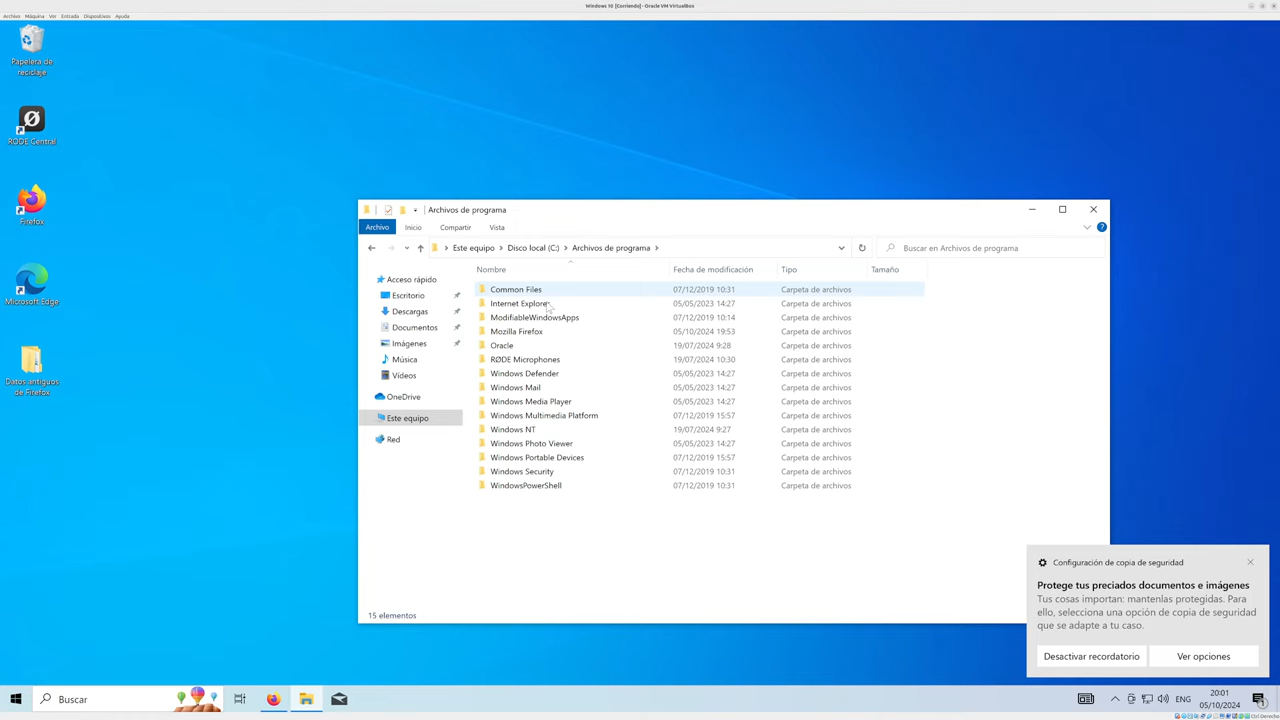 Windows 10 [Corriendo] - Oracle VM VirtualBox
Archivo Máquina Ver Entrada Dispositivos Ayuda
Papelera de
reciclaje
RØDE Central
Firefox
Microsoft Edge
Datos antiguos
de Firefox
Archivos de programa
Archivo Inicio Compartir Vista
Este equipo > Disco local (C:) > Archivos de programa >
Buscar en Archivos de programa
Nombre Fecha de modificación Tipo Tamaño
Acceso rápido
Escritorio
Descargas
Documentos
Imágenes
Música
Vídeos
OneDrive
Este equipo
Red
Common Files 07/12/2019 10:31 Carpeta de archivos
Internet Explorer 05/05/2023 14:27 Carpeta de archivos
ModifiableWindowsApps 07/12/2019 10:14 Carpeta de archivos
Mozilla Firefox 05/10/2024 19:53 Carpeta de archivos
Oracle 19/07/2024 9:28 Carpeta de archivos
RØDE Microphones 19/07/2024 10:30 Carpeta de archivos
Windows Defender 05/05/2023 14:27 Carpeta de archivos
Windows Mail 05/05/2023 14:27 Carpeta de archivos
Windows Media Player 05/05/2023 14:27 Carpeta de archivos
Windows Multimedia Platform 07/12/2019 15:57 Carpeta de archivos
Windows NT 19/07/2024 9:27 Carpeta de archivos
Windows Photo Viewer 05/05/2023 14:27 Carpeta de archivos
Windows Portable Devices 07/12/2019 15:57 Carpeta de archivos
Windows Security 07/12/2019 10:31 Carpeta de archivos
WindowsPowerShell 07/12/2019 10:31 Carpeta de archivos
15 elementos
Configuración de copia de seguridad
Protege tus preciados documentos e imágenes
Tus cosas importan: mantenlas protegidas. Para
ello, selecciona una opción de copia de seguridad
que se adapte a tu caso.
Desactivar recordatorio
Ver opciones
Buscar
ENG
20:01
05/10/2024
1
Ctrl Derecho